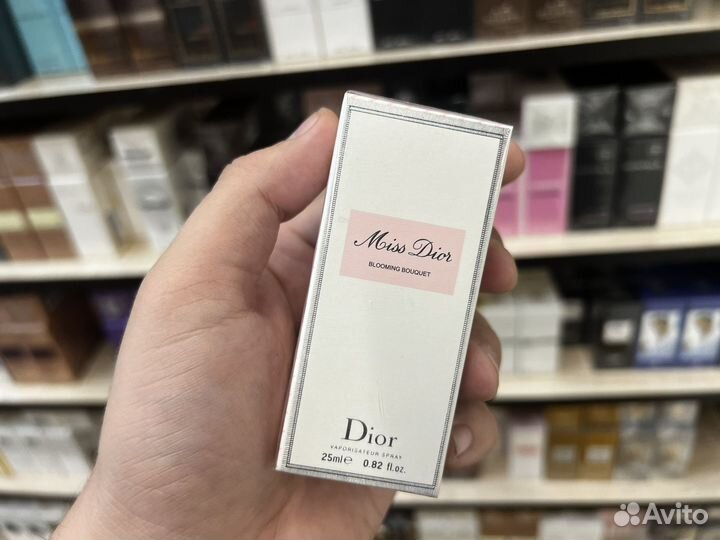 Miss Dior
BLOOMING BOUQUET
Dior
VAPORISATEUR SPRAY
25ml℮ 0.82 fl.oz.
Avito